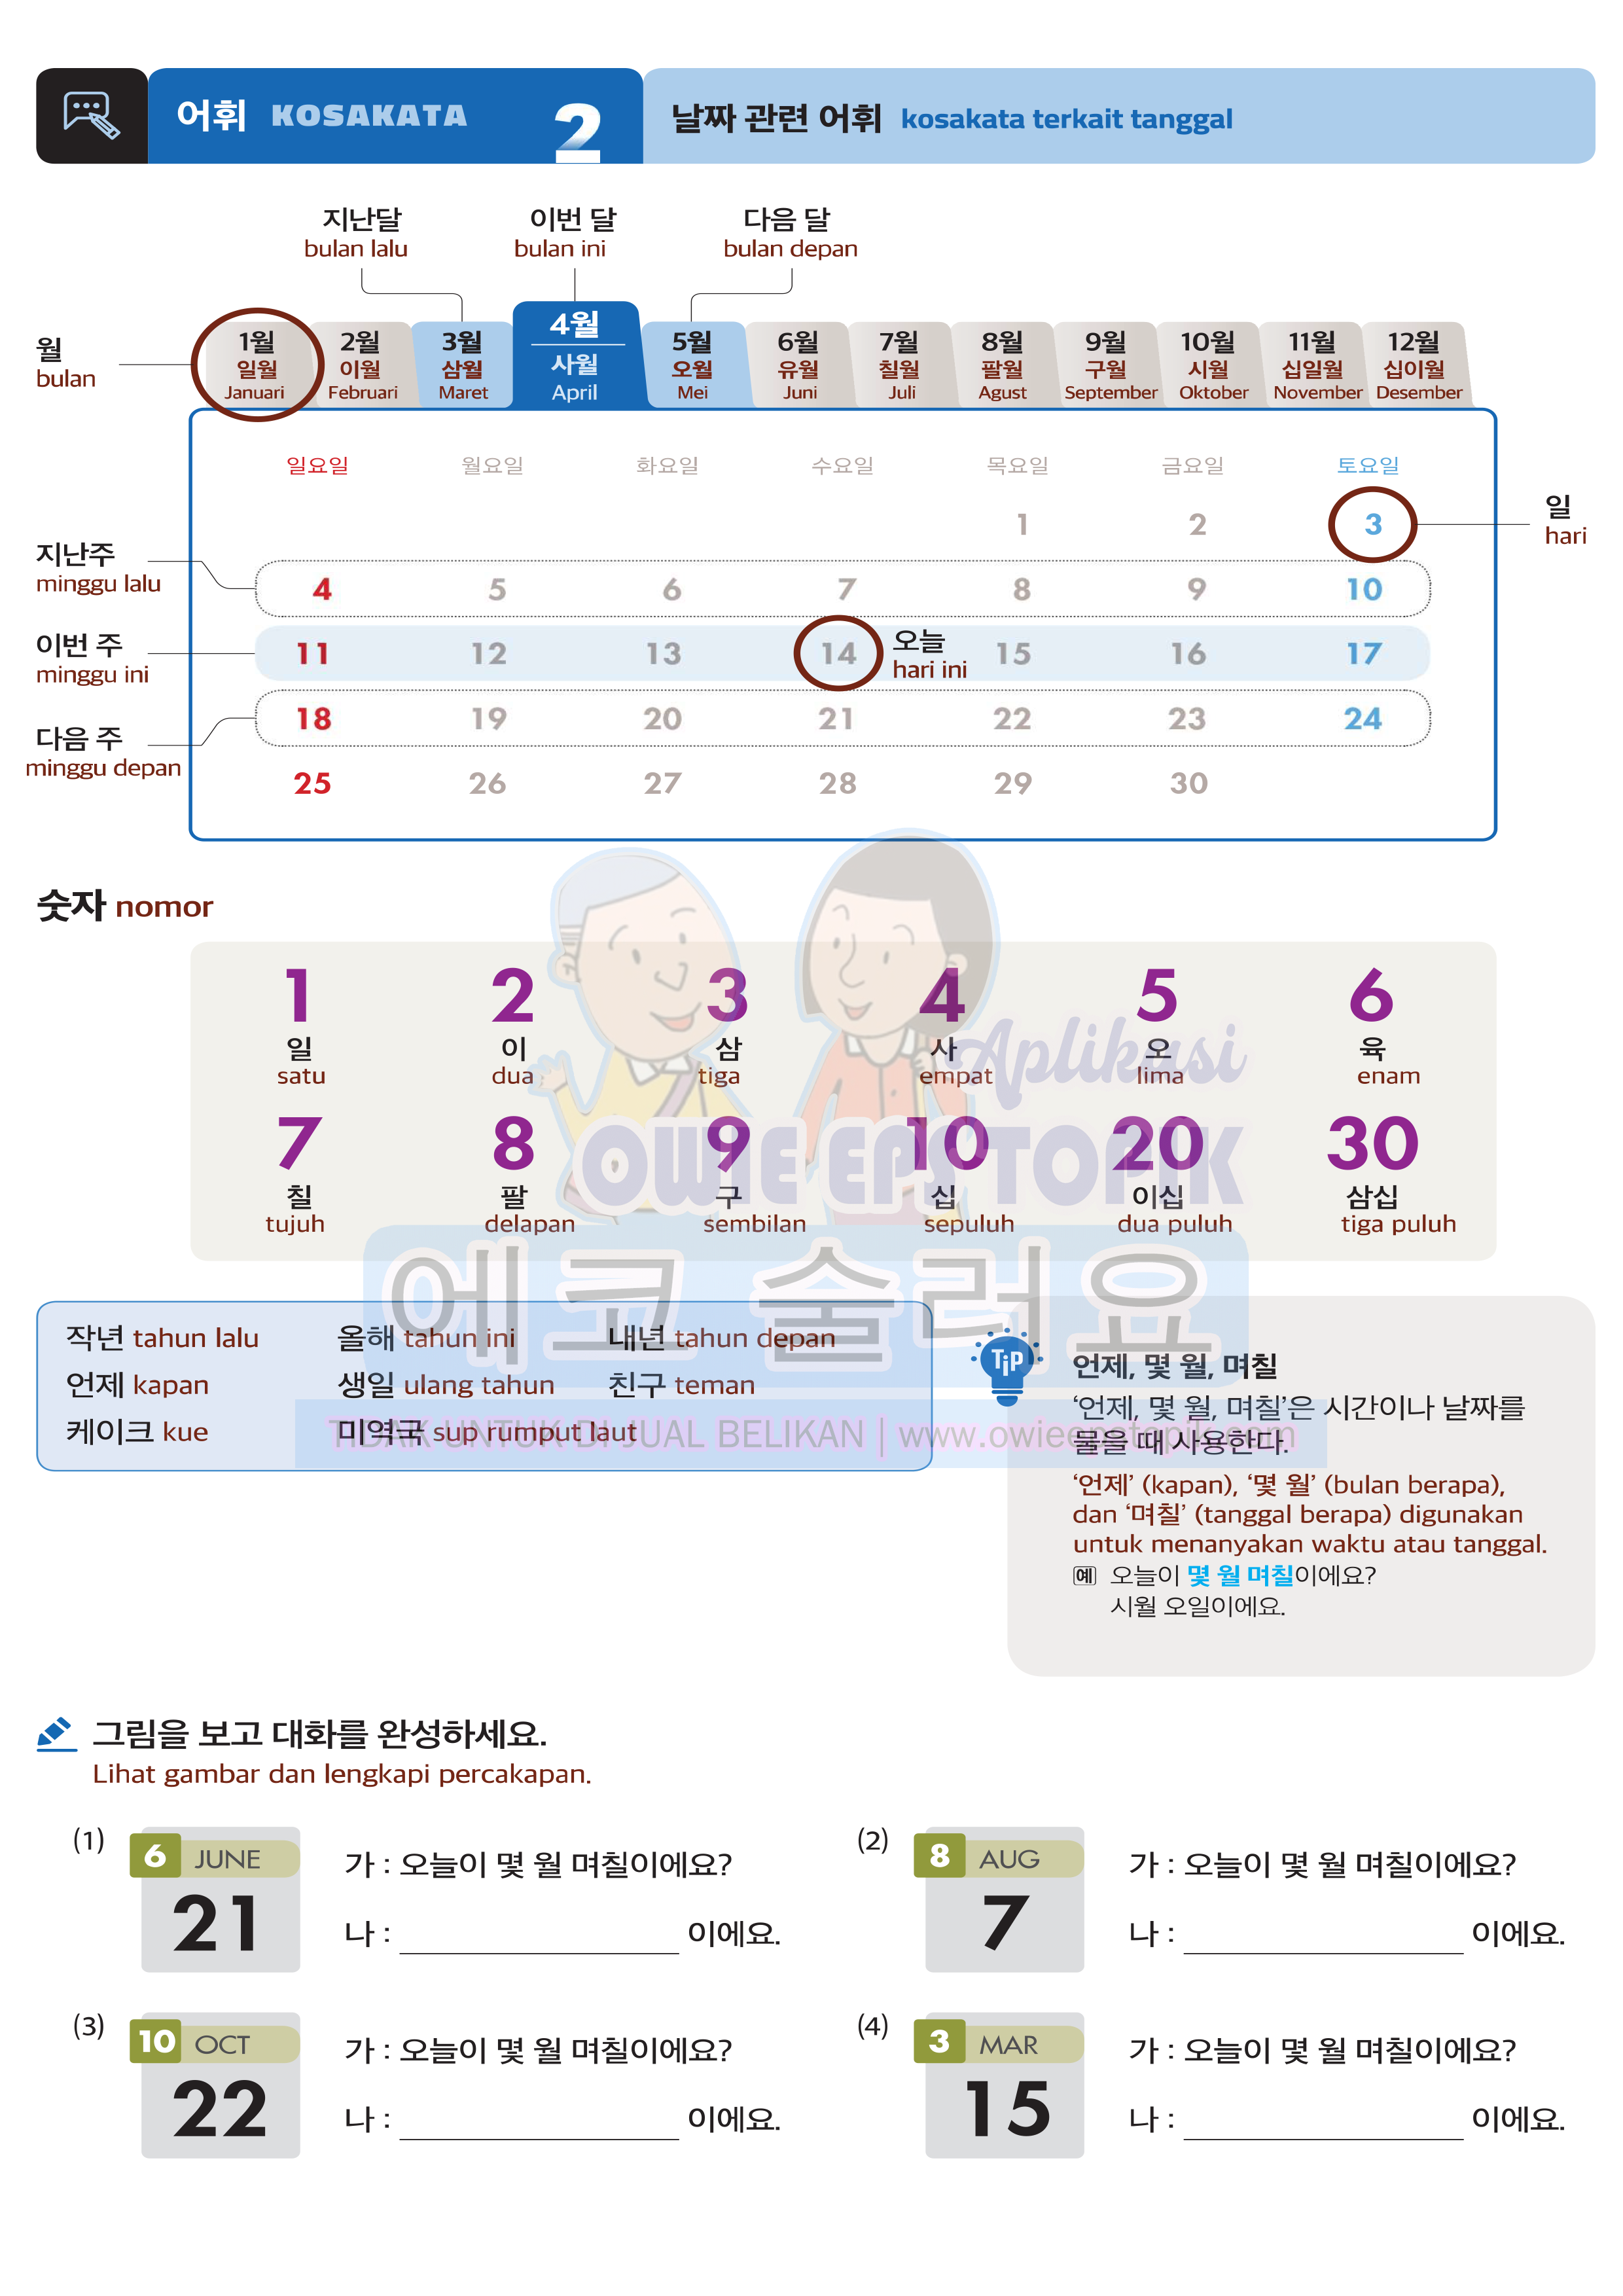 어휘 KOSAKATA 2 날짜 관련 어휘 kosakata terkait tanggal
지난달 이번 달 다음 달
bulan lalu bulan ini bulan depan
월
bulan
1월 2월 3월 4월 5월 6월 7월 8월 9월 10월 11월 12월
일월 이월 삼월 사월 오월 유월 칠월 팔월 구월 시월 십일월 십이월
Januari Februari Maret April Mei Juni Juli Agust September Oktober November Desember
일요일 월요일 화요일 수요일 목요일 금요일 토요일
1 2 3
일
hari
지난주
minggu lalu
4 5 6 7 8 9 10
이번 주
minggu ini
11 12 13 14 오늘 15 16 17
hari ini
다음 주
minggu depan
18 19 20 21 22 23 24
25 26 27 28 29 30
숫자 nomor
1 2 3 4 5 6
일 이 삼 사 오 육
satu dua tiga empat lima enam
Aplikasi
7 8 9 10 20 30
칠 팔 구 십 이십 삼십
tujuh delapan sembilan sepuluh dua puluh tiga puluh
OWIE EPS TOPIK
에코 술러요
작년 tahun lalu 올해 tahun ini 내년 tahun depan
언제 kapan 생일 ulang tahun 친구 teman
케이크 kue 미역국 sup rumput laut
TIDAK UNTUK DI JUAL BELIKAN | www.owieepstopik.com
TiP
언제, 몇 월, 며칠
‘언제, 몇 월, 며칠’은 시간이나 날짜를
물을 때 사용한다.
‘언제’ (kapan), ‘몇 월’ (bulan berapa),
dan ‘며칠’ (tanggal berapa) digunakan
untuk menanyakan waktu atau tanggal.
예 오늘이 몇 월 며칠이에요?
시월 오일이에요.
그림을 보고 대화를 완성하세요.
Lihat gambar dan lengkapi percakapan.
(1) 6 JUNE 21
가 : 오늘이 몇 월 며칠이에요?
나 : ____________ 이에요.
(2) 8 AUG 7
가 : 오늘이 몇 월 며칠이에요?
나 : ____________ 이에요.
(3) 10 OCT 22
가 : 오늘이 몇 월 며칠이에요?
나 : ____________ 이에요.
(4) 3 MAR 15
가 : 오늘이 몇 월 며칠이에요?
나 : ____________ 이에요.